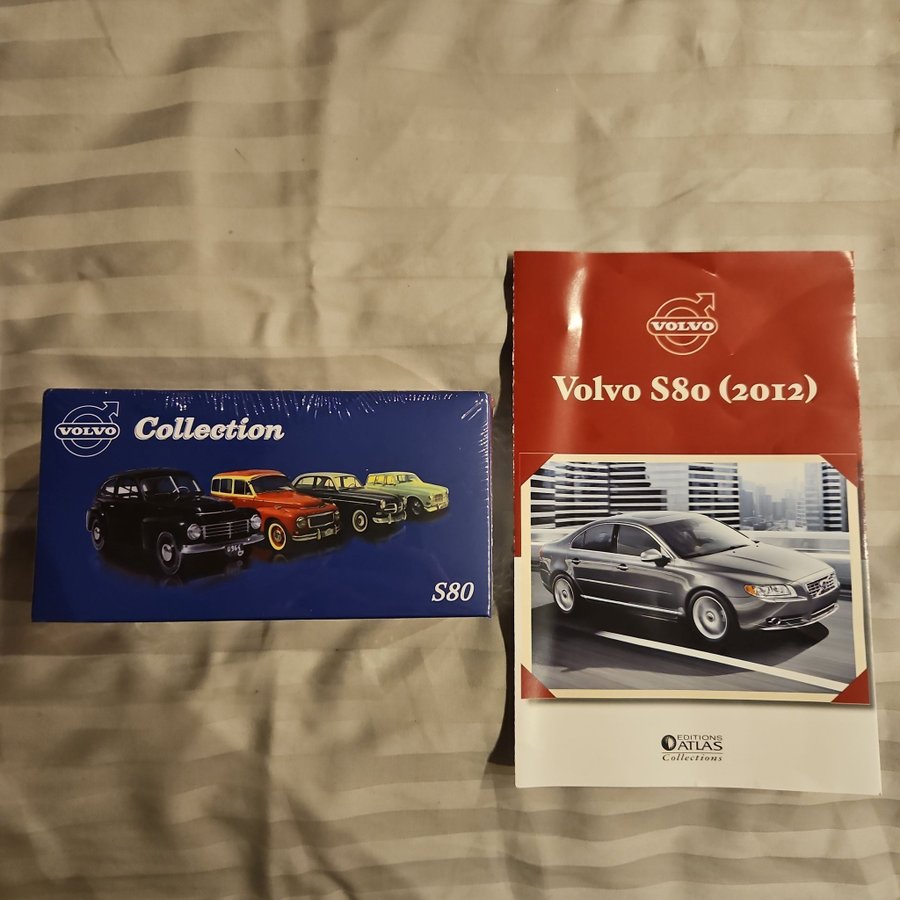 VOLVO
Collection
S80
VOLVO
Volvo S80 (2012)
EDITIONS
ATLAS
Collections